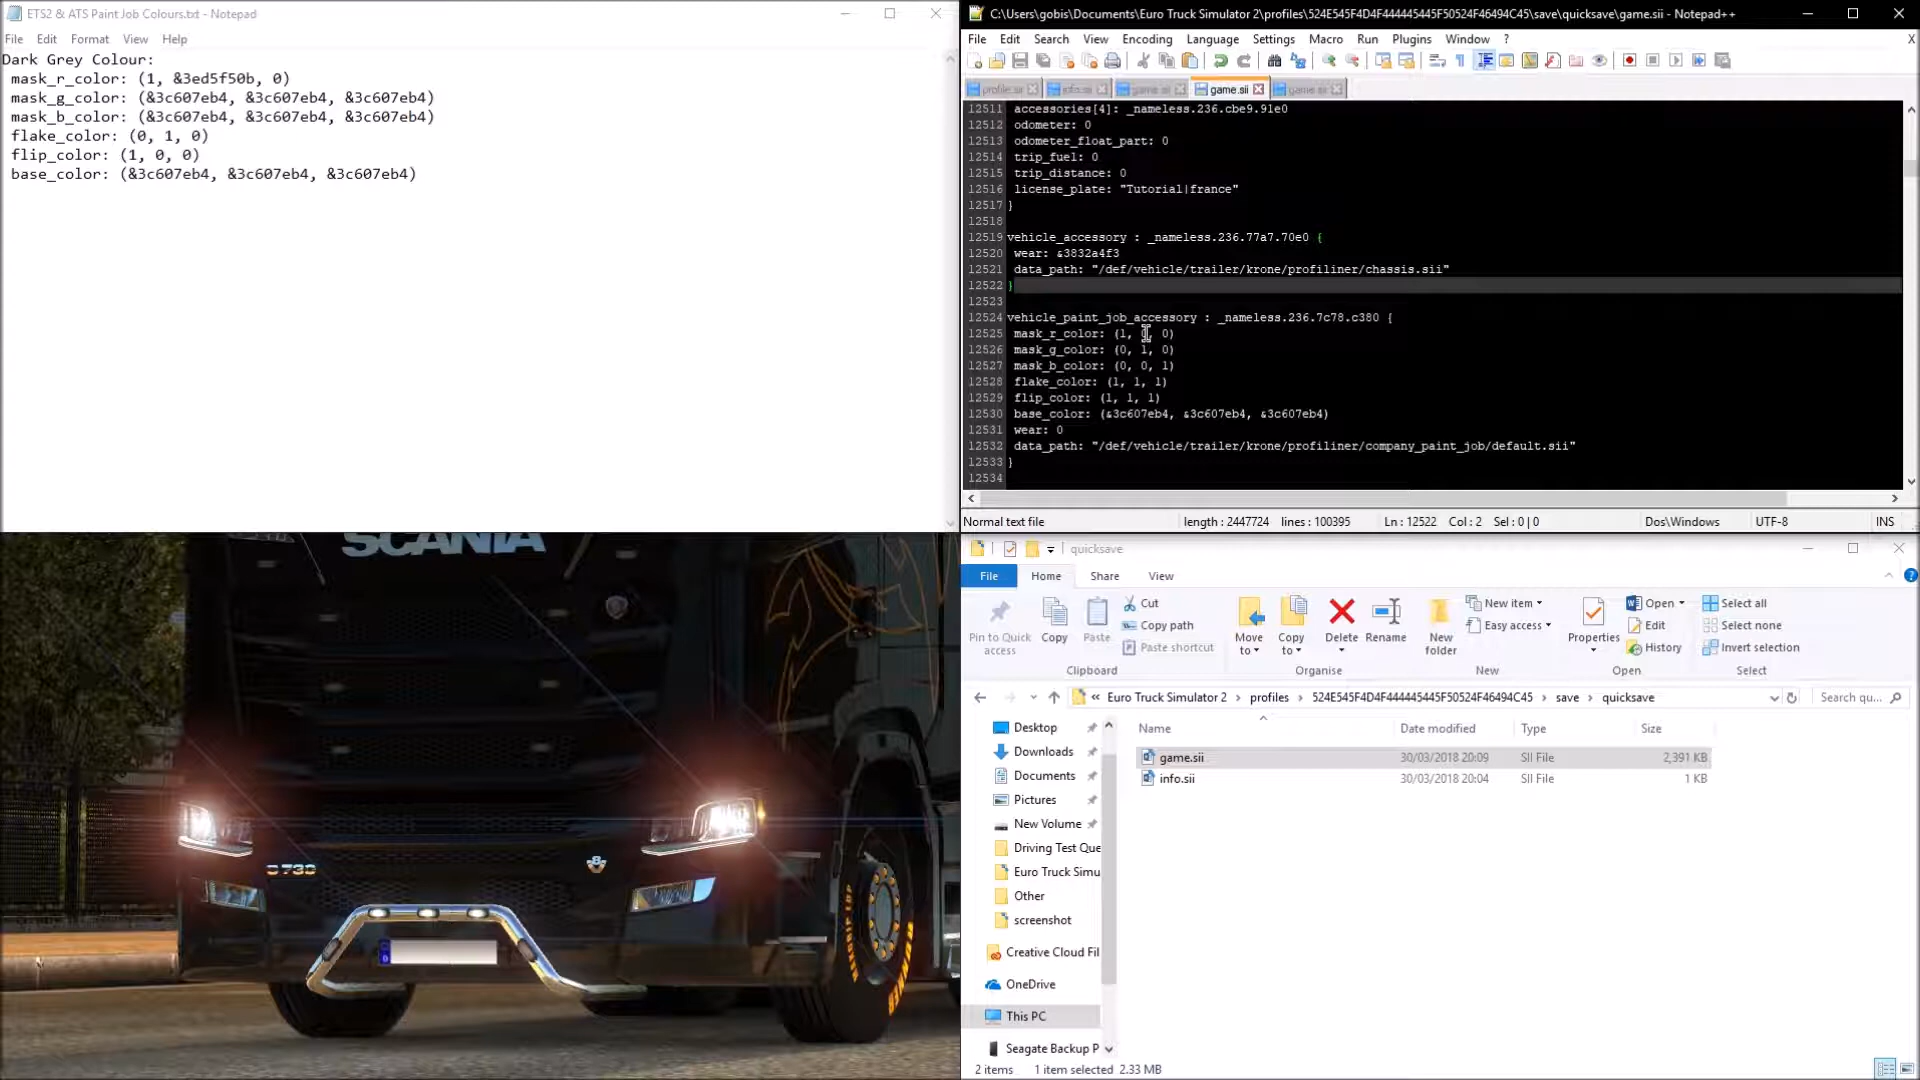 ETS2 & ATS Paint Job Colours.txt - Notepad
File Edit Format View Help
Dark Grey Colour:
mask_r_color: (1, &3ed5f50b, 0)
mask_g_color: (&3c607eb4, &3c607eb4, &3c607eb4)
mask_b_color: (&3c607eb4, &3c607eb4, &3c607eb4)
flake_color: (0, 1, 0)
flip_color: (1, 0, 0)
base_color: (&3c607eb4, &3c607eb4, &3c607eb4)
C:\Users\gobis\Documents\Euro Truck Simulator 2\profiles\524E545F4D4F444445445F50524F46494C45\save\quicksave\game.sii - Notepad++
File Edit Search View Encoding Language Settings Macro Run Plugins Window ? X
profile.sii info.sii game.sii game.sii game.sii
12511 accessories[4]: _nameless.236.cbe9.91e0
12512 odometer: 0
12513 odometer_float_part: 0
12514 trip_fuel: 0
12515 trip_distance: 0
12516 license_plate: "Tutorial|france"
12517 }
12518
12519 vehicle_accessory : _nameless.236.77a7.70e0 {
12520 wear: &3832a4f3
12521 data_path: "/def/vehicle/trailer/krone/profiliner/chassis.sii"
12522 }
12523
12524 vehicle_paint_job_accessory : _nameless.236.7c78.c380 {
12525 mask_r_color: (1, 0, 0)
12526 mask_g_color: (0, 1, 0)
12527 mask_b_color: (0, 0, 1)
12528 flake_color: (1, 1, 1)
12529 flip_color: (1, 1, 1)
12530 base_color: (&3c607eb4, &3c607eb4, &3c607eb4)
12531 wear: 0
12532 data_path: "/def/vehicle/trailer/krone/profiliner/company_paint_job/default.sii"
12533 }
12534
Normal text file length : 2447724 lines : 100395 Ln : 12522 Col : 2 Sel : 0 | 0 Dos\Windows UTF-8 INS
SCANIA
S 730
V8
D
quicksave
File Home Share View
Pin to Quick access
Copy
Paste
Cut
Copy path
Paste shortcut
Clipboard
Move to
Copy to
Delete
Rename
Organise
New folder
New item
Easy access
New
Properties
Open
Edit
History
Open
Select all
Select none
Invert selection
Select
« Euro Truck Simulator 2 › profiles › 524E545F4D4F444445445F50524F46494C45 › save › quicksave
Search qu...
Name Date modified Type Size
game.sii 30/03/2018 20:09 SII File 2,391 KB
info.sii 30/03/2018 20:04 SII File 1 KB
Desktop
Downloads
Documents
Pictures
New Volume
Driving Test Que
Euro Truck Simu
Other
screenshot
Creative Cloud Fil
OneDrive
This PC
Seagate Backup P
2 items 1 item selected 2.33 MB